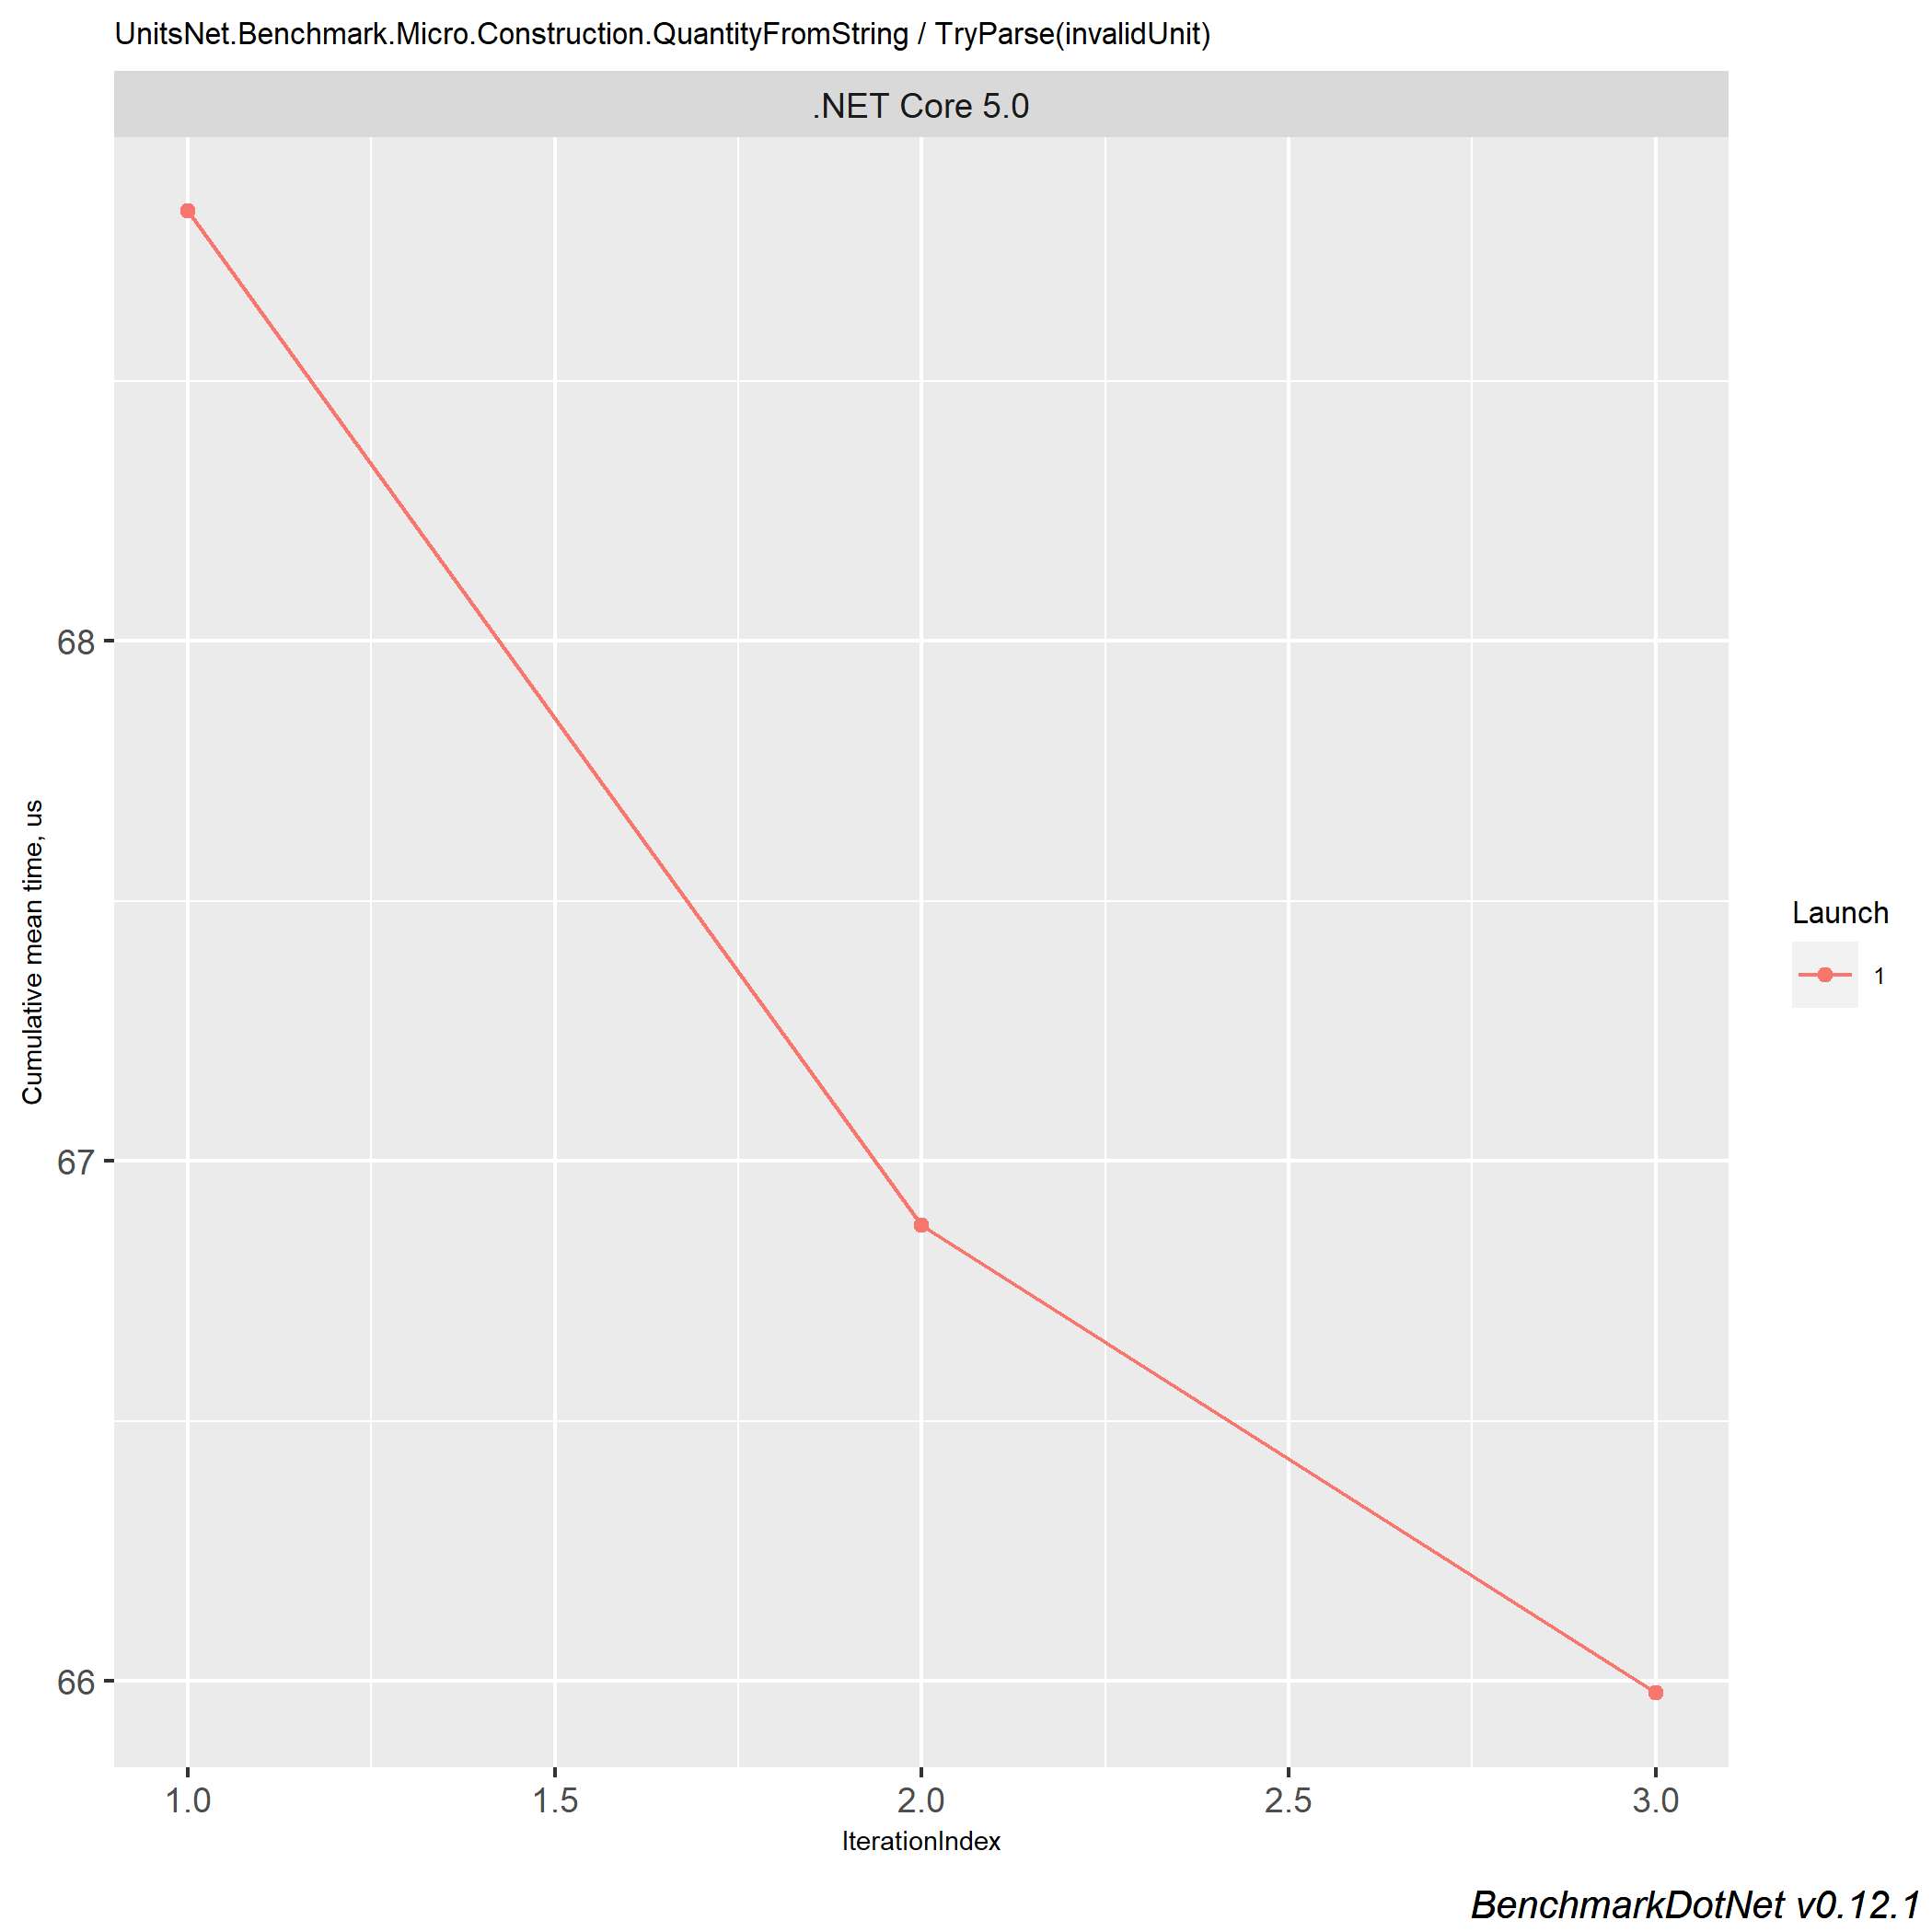 UnitsNet.Benchmark.Micro.Construction.QuantityFromString / TryParse(invalidUnit)
.NET Core 5.0
68
67
66
Cumulative mean time, us
1.0 1.5 2.0 2.5 3.0
IterationIndex
Launch
1
BenchmarkDotNet v0.12.1